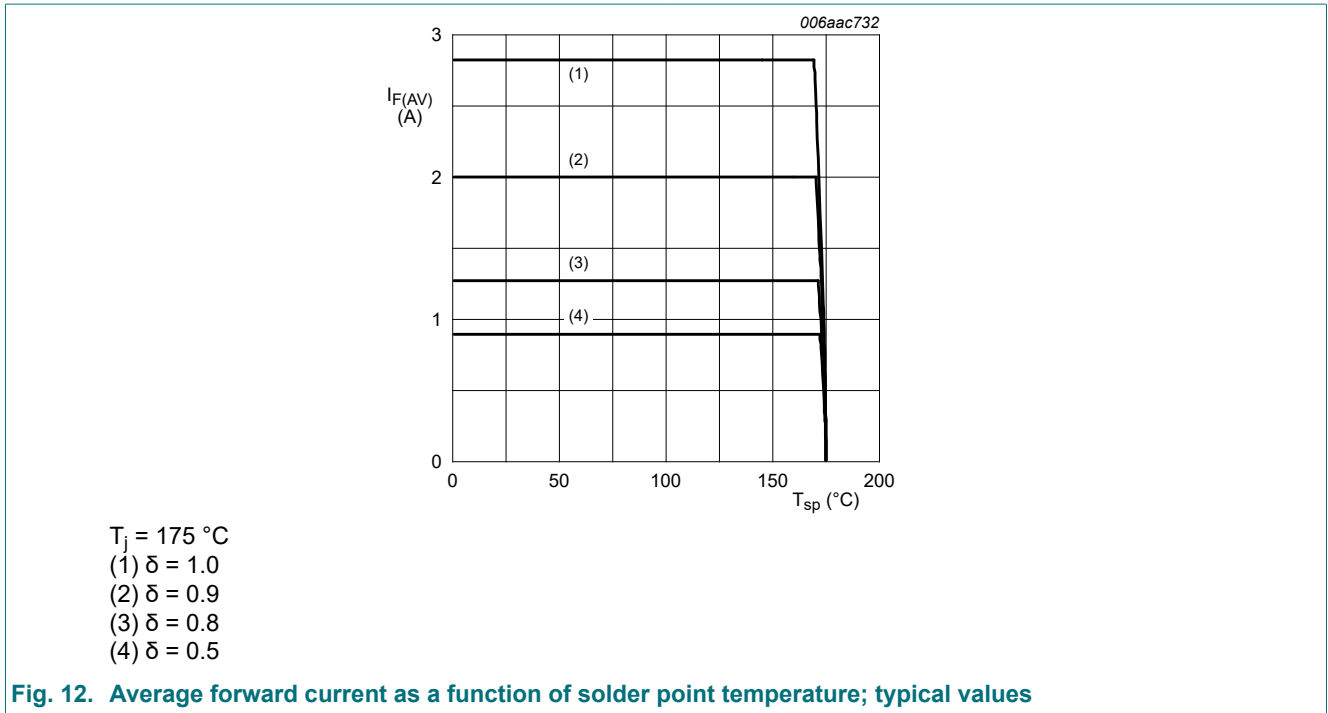 006aac732
3
(1)
I_F(AV)
(A)
(2)
2
(3)
(4)
1
0
0 50 100 150 200
T_sp (°C)
T_j = 175 °C
(1) δ = 1.0
(2) δ = 0.9
(3) δ = 0.8
(4) δ = 0.5
Fig. 12. Average forward current as a function of solder point temperature; typical values